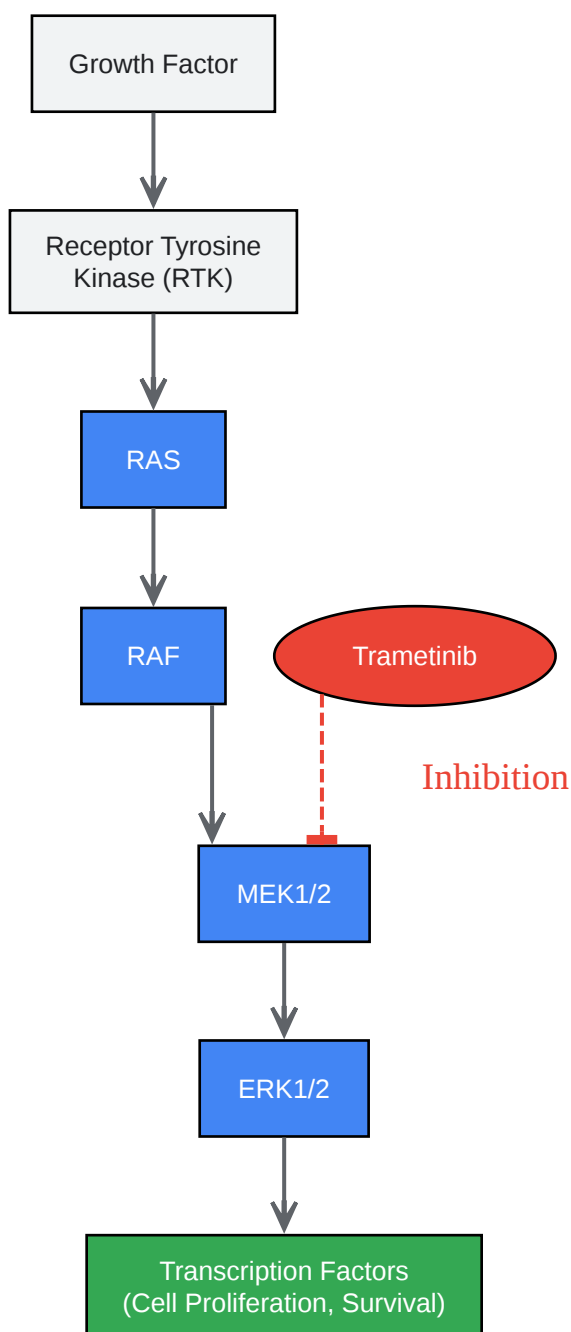 Growth Factor
Receptor Tyrosine
Kinase (RTK)
RAS
RAF
Trametinib
Inhibition
MEK1/2
ERK1/2
Transcription Factors
(Cell Proliferation, Survival)